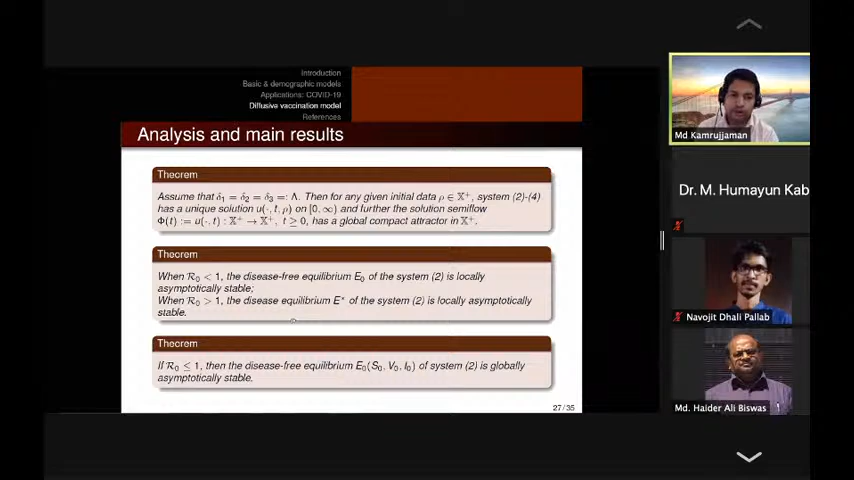 Introduction
Basic & demographic models
Applications: COVID-19
Diffusive vaccination model
References
Analysis and main results
Theorem
Assume that δ₁ = δ₂ = δ₃ =: Λ. Then for any given initial data ρ ∈ 𝕏⁺, system (2)-(4)
has a unique solution u(·, t, ρ) on [0, ∞) and further the solution semiflow
Φ(t) := u(·, t) : 𝕏⁺ → 𝕏⁺, t ≥ 0, has a global compact attractor in 𝕏⁺.
Theorem
When ℛ₀ < 1, the disease-free equilibrium E₀ of the system (2) is locally
asymptotically stable;
When ℛ₀ > 1, the disease equilibrium E* of the system (2) is locally asymptotically
stable.
Theorem
If ℛ₀ ≤ 1, then the disease-free equilibrium E₀(S₀, V₀, I₀) of system (2) is globally
asymptotically stable.
27/35
Md Kamrujjaman
Dr. M. Humayun Kab
Navojit Dhali Pallab
Md. Haider Ali Biswas